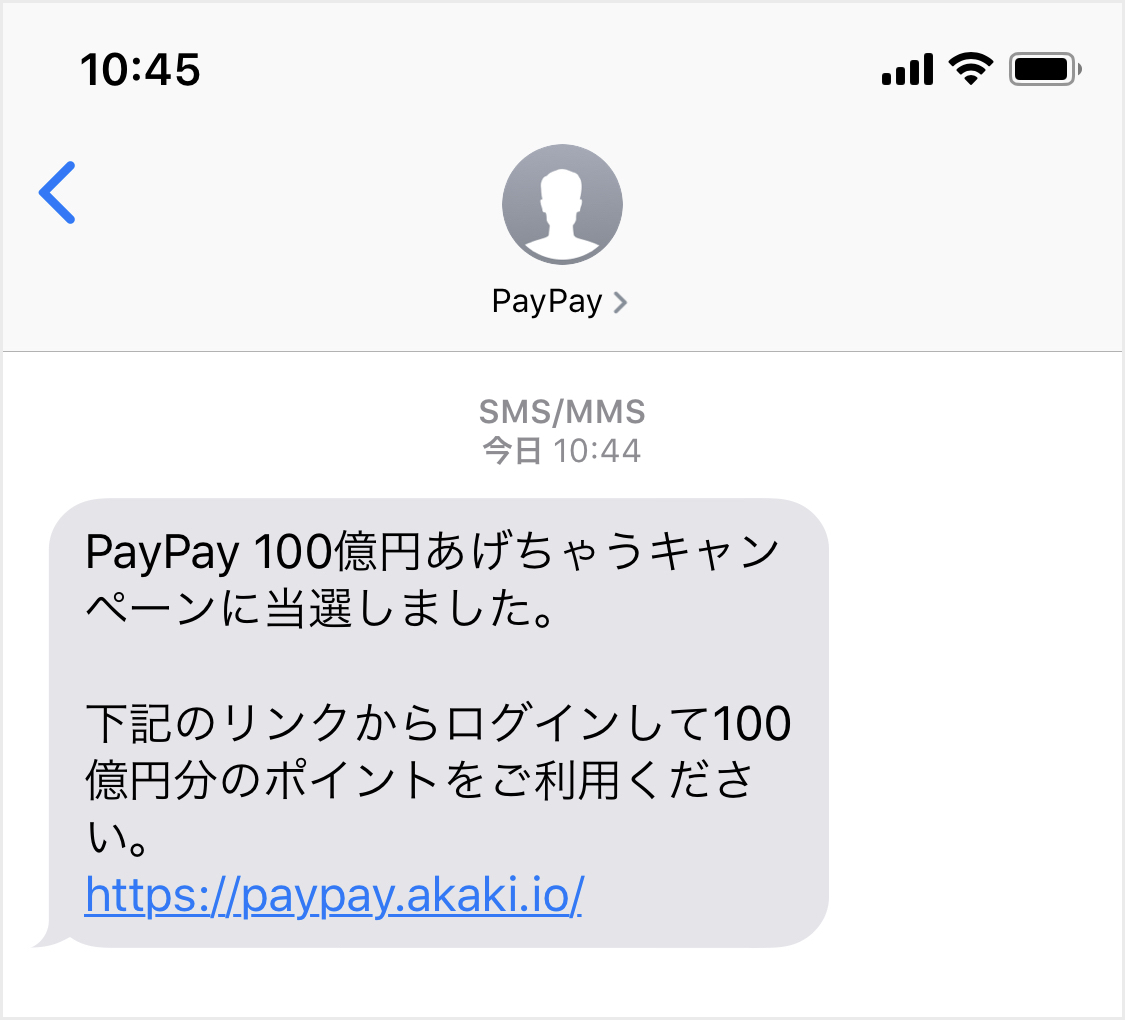 10:45
PayPay
SMS/MMS
今日 10:44
PayPay 100億円あげちゃうキャン
ペーンに当選しました。
下記のリンクからログインして100
億円分のポイントをご利用くださ
い。
https://paypay.akaki.io/